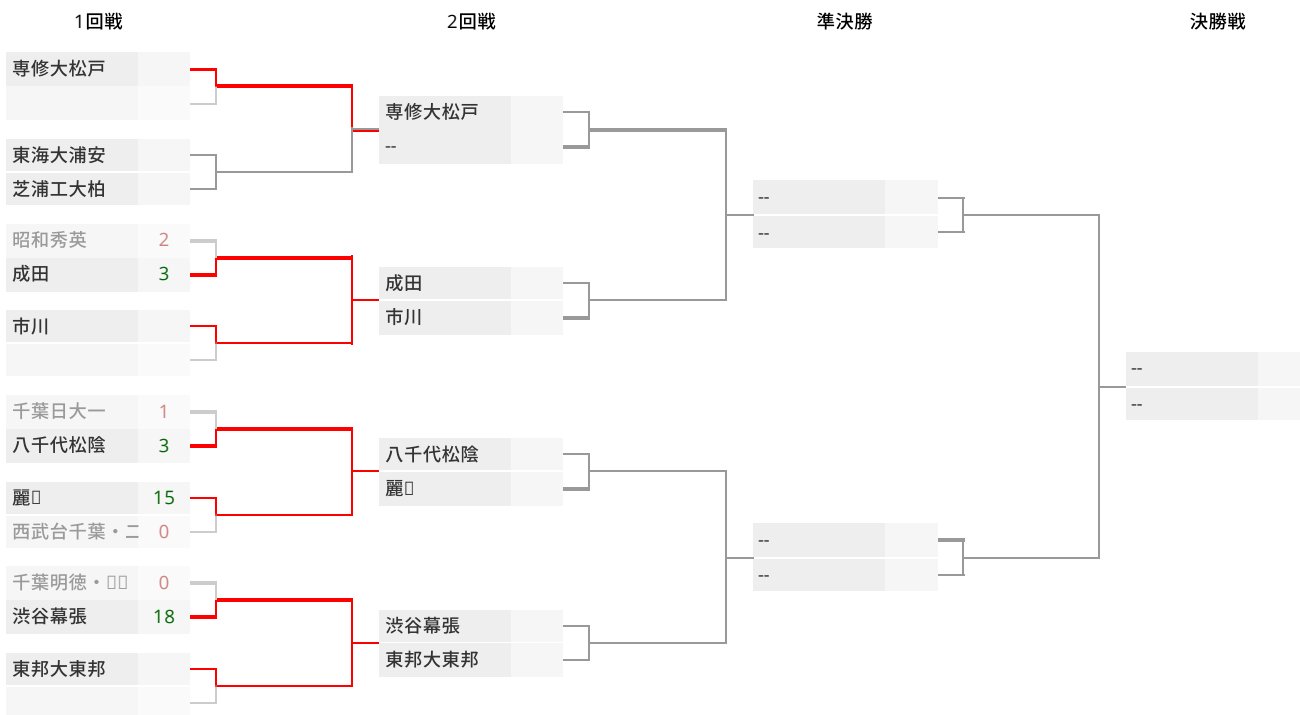 1回戦
2回戦
準決勝
決勝戦
専修大松戸
東海大浦安
芝浦工大柏
昭和秀英 2
成田 3
市川
千葉日大一 1
八千代松陰 3
麗▯ 15
西武台千葉・二 0
千葉明徳・▯▯ 0
渋谷幕張 18
東邦大東邦
専修大松戸
--
成田
市川
八千代松陰
麗▯
渋谷幕張
東邦大東邦
--
--
--
--
--
--